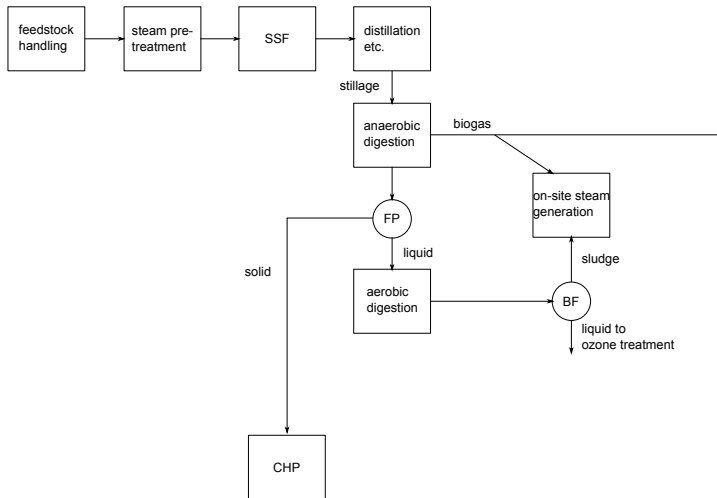 feedstock
handling
steam pre-
treatment
SSF
distillation
etc.
stillage
anaerobic
digestion
biogas
on-site steam
generation
FP
liquid
solid
sludge
aerobic
digestion
BF
liquid to
ozone treatment
CHP